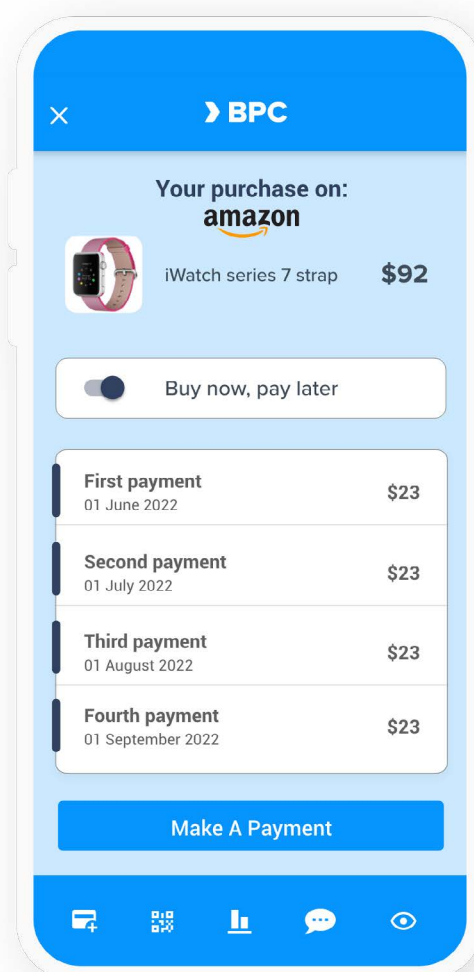 BPC
Your purchase on:
amazon
iWatch series 7 strap $92
Buy now, pay later
First payment
01 June 2022
$23
Second payment
01 July 2022
$23
Third payment
01 August 2022
$23
Fourth payment
01 September 2022
$23
Make A Payment